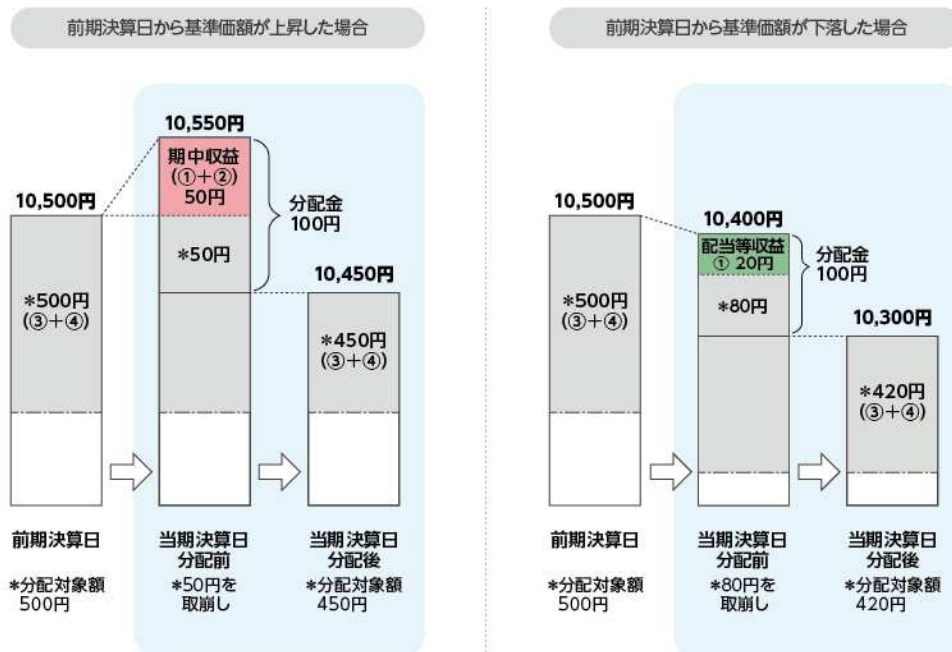 前期決算日から基準価額が上昇した場合
10,550円
期中収益
(①+②)
50円
分配金
100円
10,500円
*50円
10,450円
*500円
(③+④)
*450円
(③+④)
前期決算日
当期決算日
分配前
当期決算日
分配後
*分配対象額
500円
*50円を
取崩し
*分配対象額
450円
前期決算日から基準価額が下落した場合
10,500円
10,400円
配当等収益
① 20円
分配金
100円
*500円
(③+④)
*80円
10,300円
*420円
(③+④)
前期決算日
当期決算日
分配前
当期決算日
分配後
*分配対象額
500円
*80円を
取崩し
*分配対象額
420円